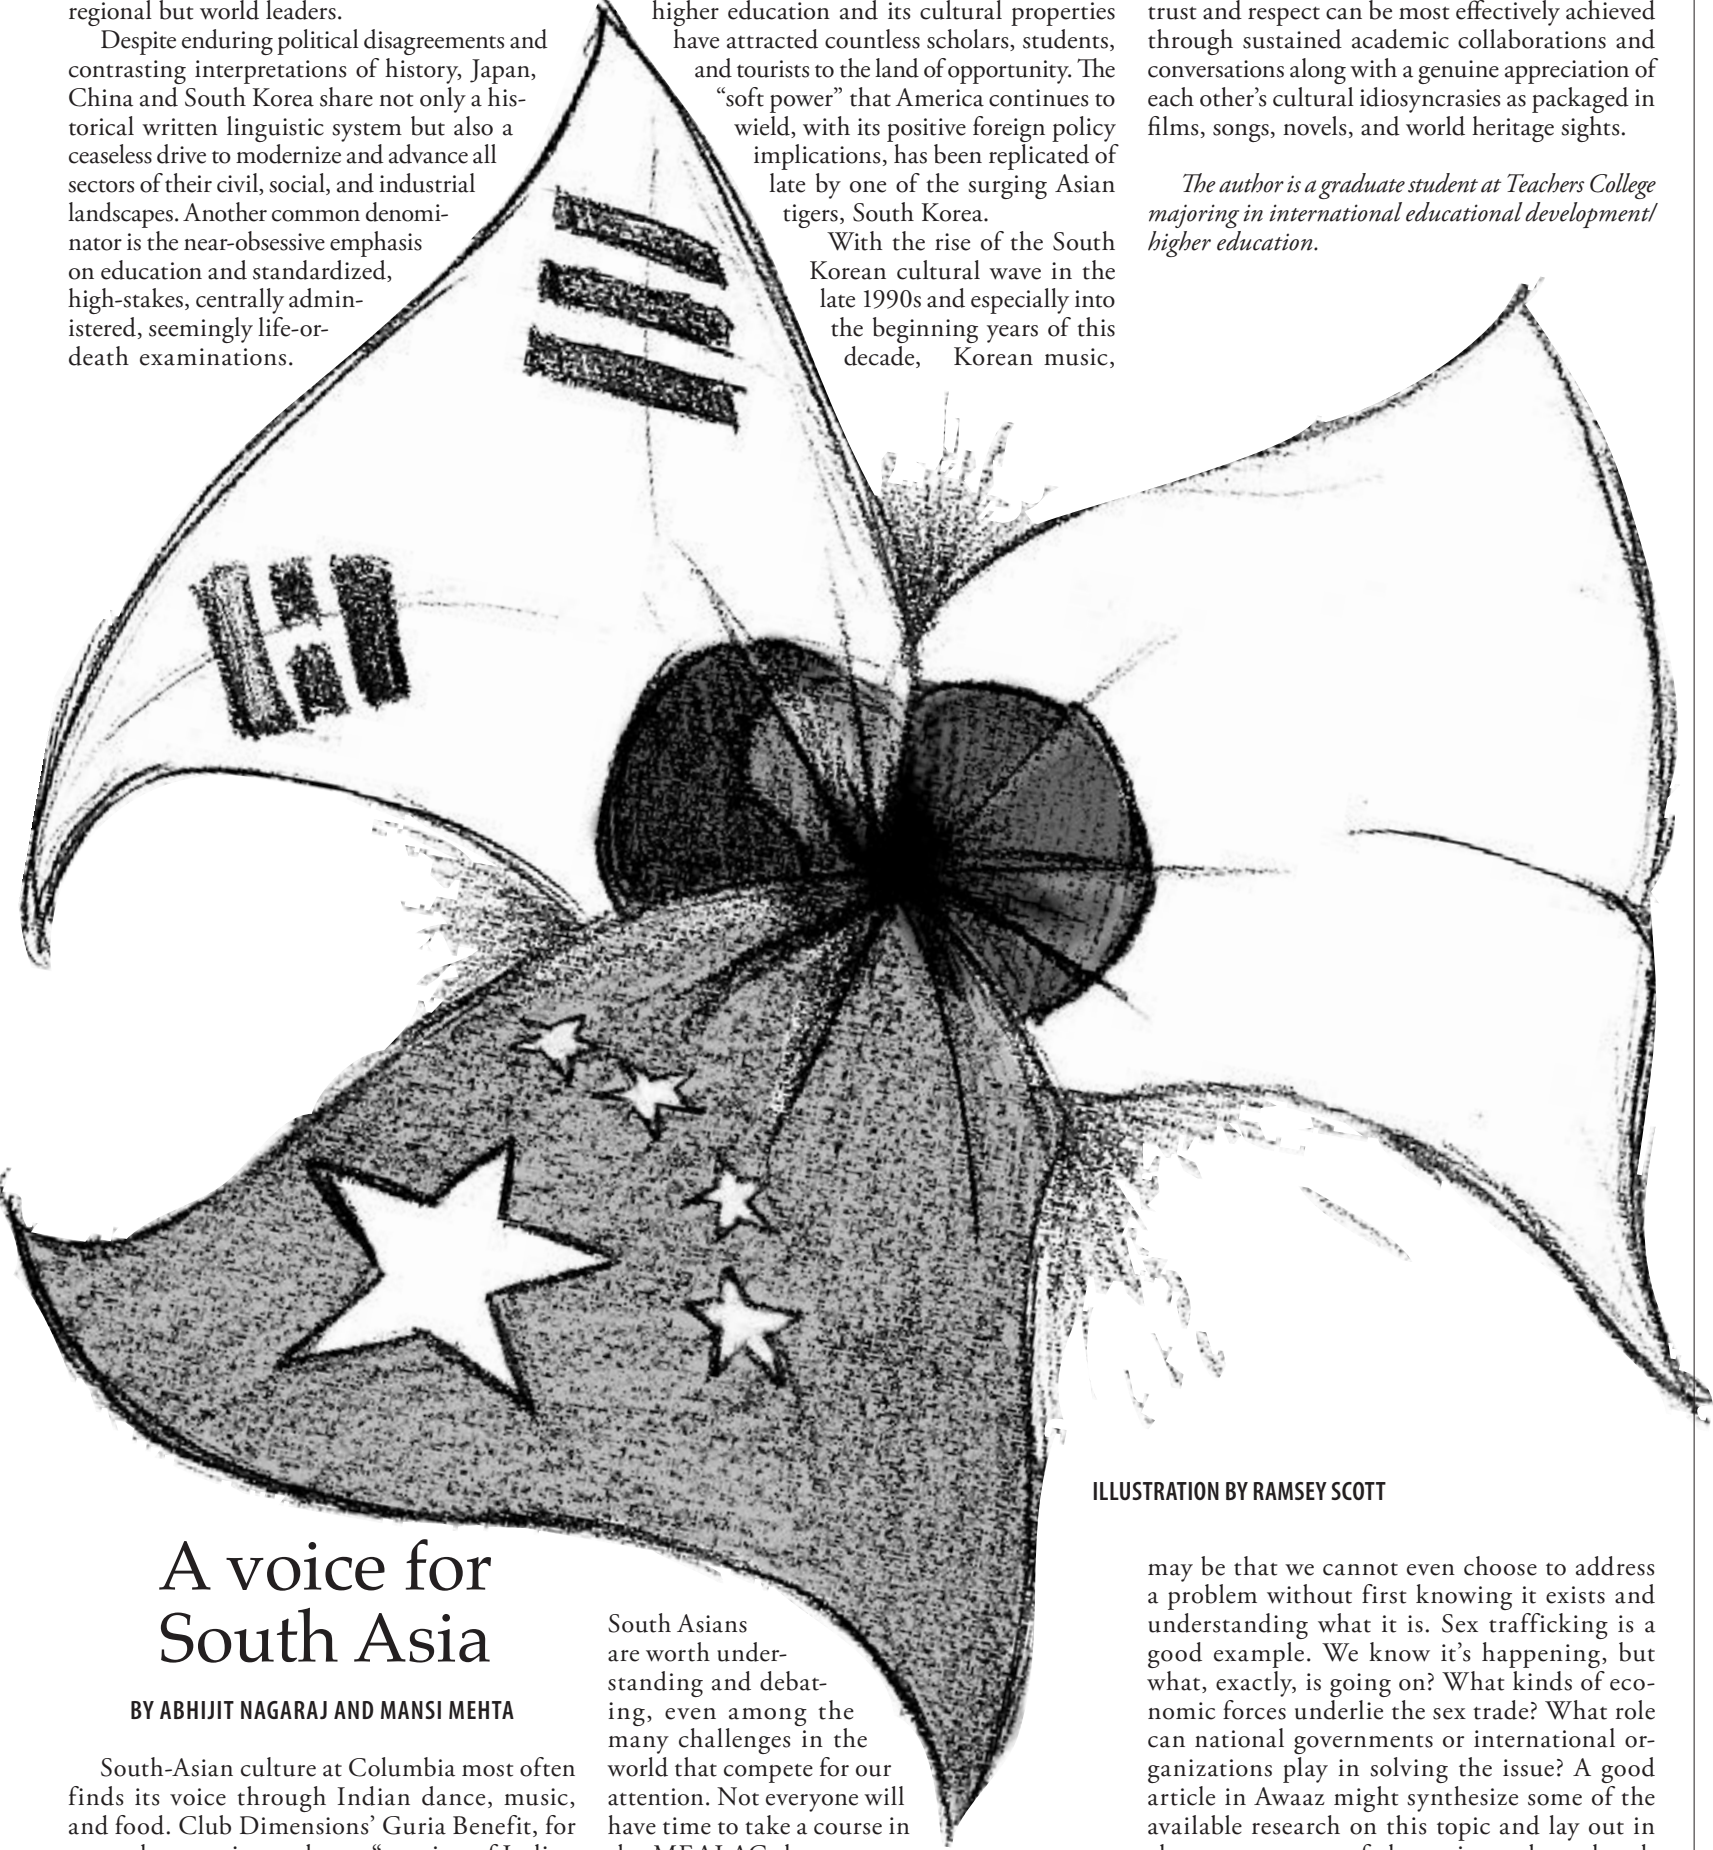 regional but world leaders.
Despite enduring political disagreements and
contrasting interpretations of history, Japan,
China and South Korea share not only a his-
torical written linguistic system but also a
ceaseless drive to modernize and advance all
sectors of their civil, social, and industrial
landscapes. Another common denomi-
nator is the near-obsessive emphasis
on education and standardized,
high-stakes, centrally admin-
istered, seemingly life-or-
death examinations.
higher education and its cultural properties
have attracted countless scholars, students,
and tourists to the land of opportunity. The
“soft power” that America continues to
wield, with its positive foreign policy
implications, has been replicated of
late by one of the surging Asian
tigers, South Korea.
With the rise of the South
Korean cultural wave in the
late 1990s and especially into
the beginning years of this
decade, Korean music,
trust and respect can be most effectively achieved
through sustained academic collaborations and
conversations along with a genuine appreciation of
each other’s cultural idiosyncrasies as packaged in
films, songs, novels, and world heritage sights.
The author is a graduate student at Teachers College
majoring in international educational development/
higher education.
ILLUSTRATION BY RAMSEY SCOTT
A voice for
South Asia
BY ABHIJIT NAGARAJ AND MANSI MEHTA
South-Asian culture at Columbia most often
finds its voice through Indian dance, music,
and food. Club Dimensions’ Guria Benefit, for
South Asians
are worth under-
standing and debat-
ing, even among the
many challenges in the
world that compete for our
attention. Not everyone will
have time to take a course in
may be that we cannot even choose to address
a problem without first knowing it exists and
understanding what it is. Sex trafficking is a
good example. We know it’s happening, but
what, exactly, is going on? What kinds of eco-
nomic forces underlie the sex trade? What role
can national governments or international or-
ganizations play in solving the issue? A good
article in Awaaz might synthesize some of the
available research on this topic and lay out in